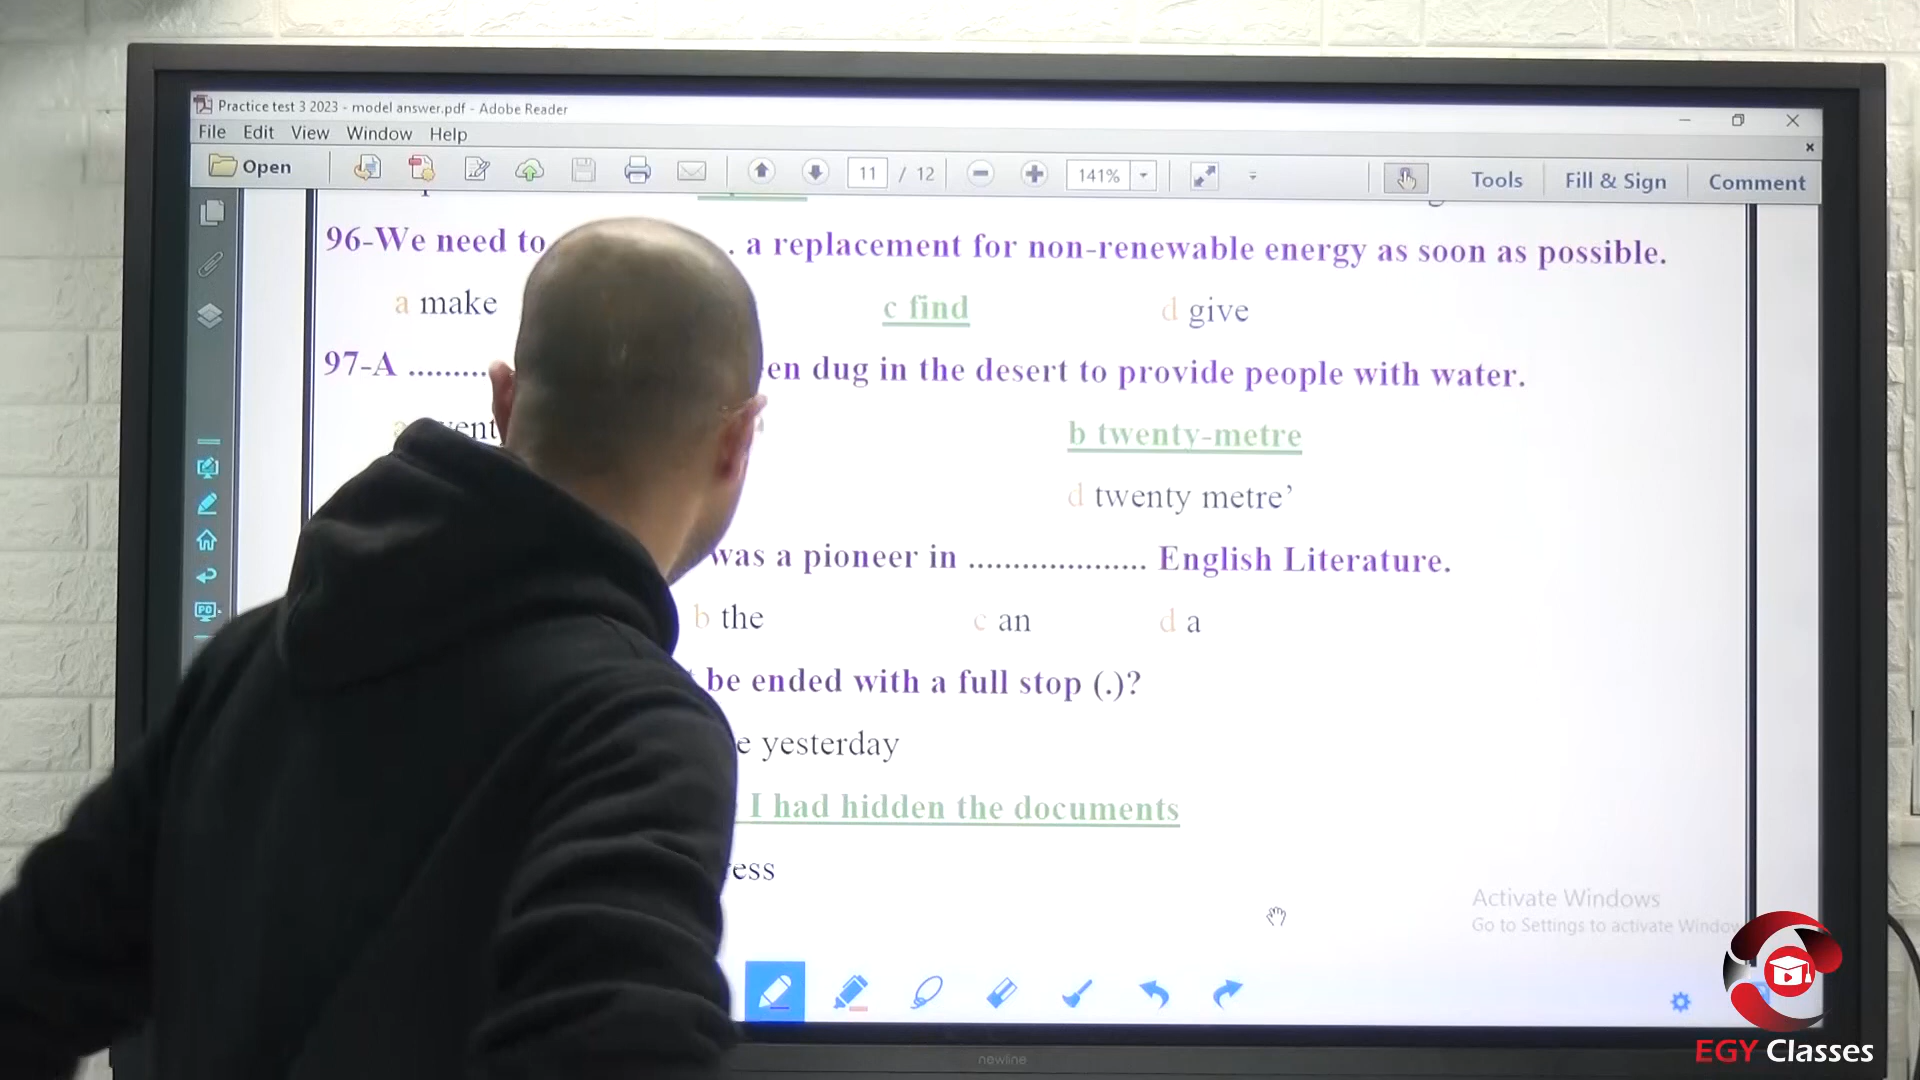 Practice test 3 2023 - model answer.pdf - Adobe Reader
File Edit View Window Help
Open 11 / 12 141% Tools Fill & Sign Comment
96-We need to . a replacement for non-renewable energy as soon as possible.
a make c find d give
97-A ......... en dug in the desert to provide people with water.
b twenty-metre
d twenty metre’
was a pioneer in .................... English Literature.
b the c an d a
be ended with a full stop (.)?
e yesterday
I had hidden the documents
ess
Activate Windows
Go to Settings to activate Window
newline
EGY Classes